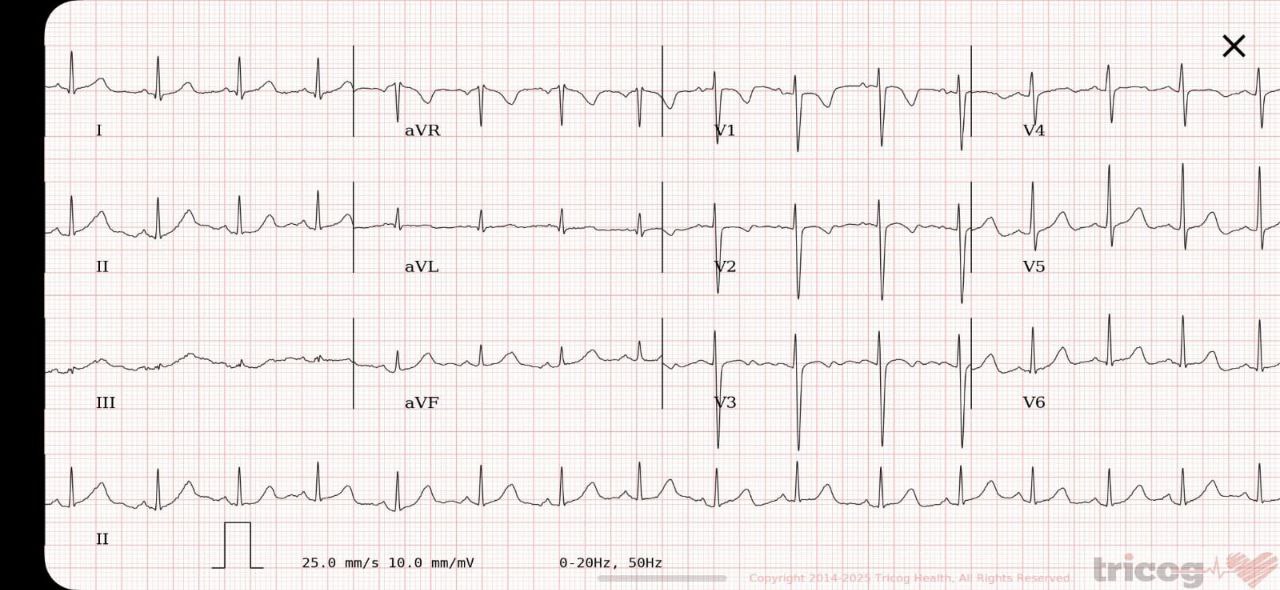 I aVR V1 V4
II aVL V2 V5
III aVF V3 V6
II
25.0 mm/s 10.0 mm/mV 0-20Hz, 50Hz
Copyright 2014-2025 Tricog Health, All Rights Reserved.
tricog